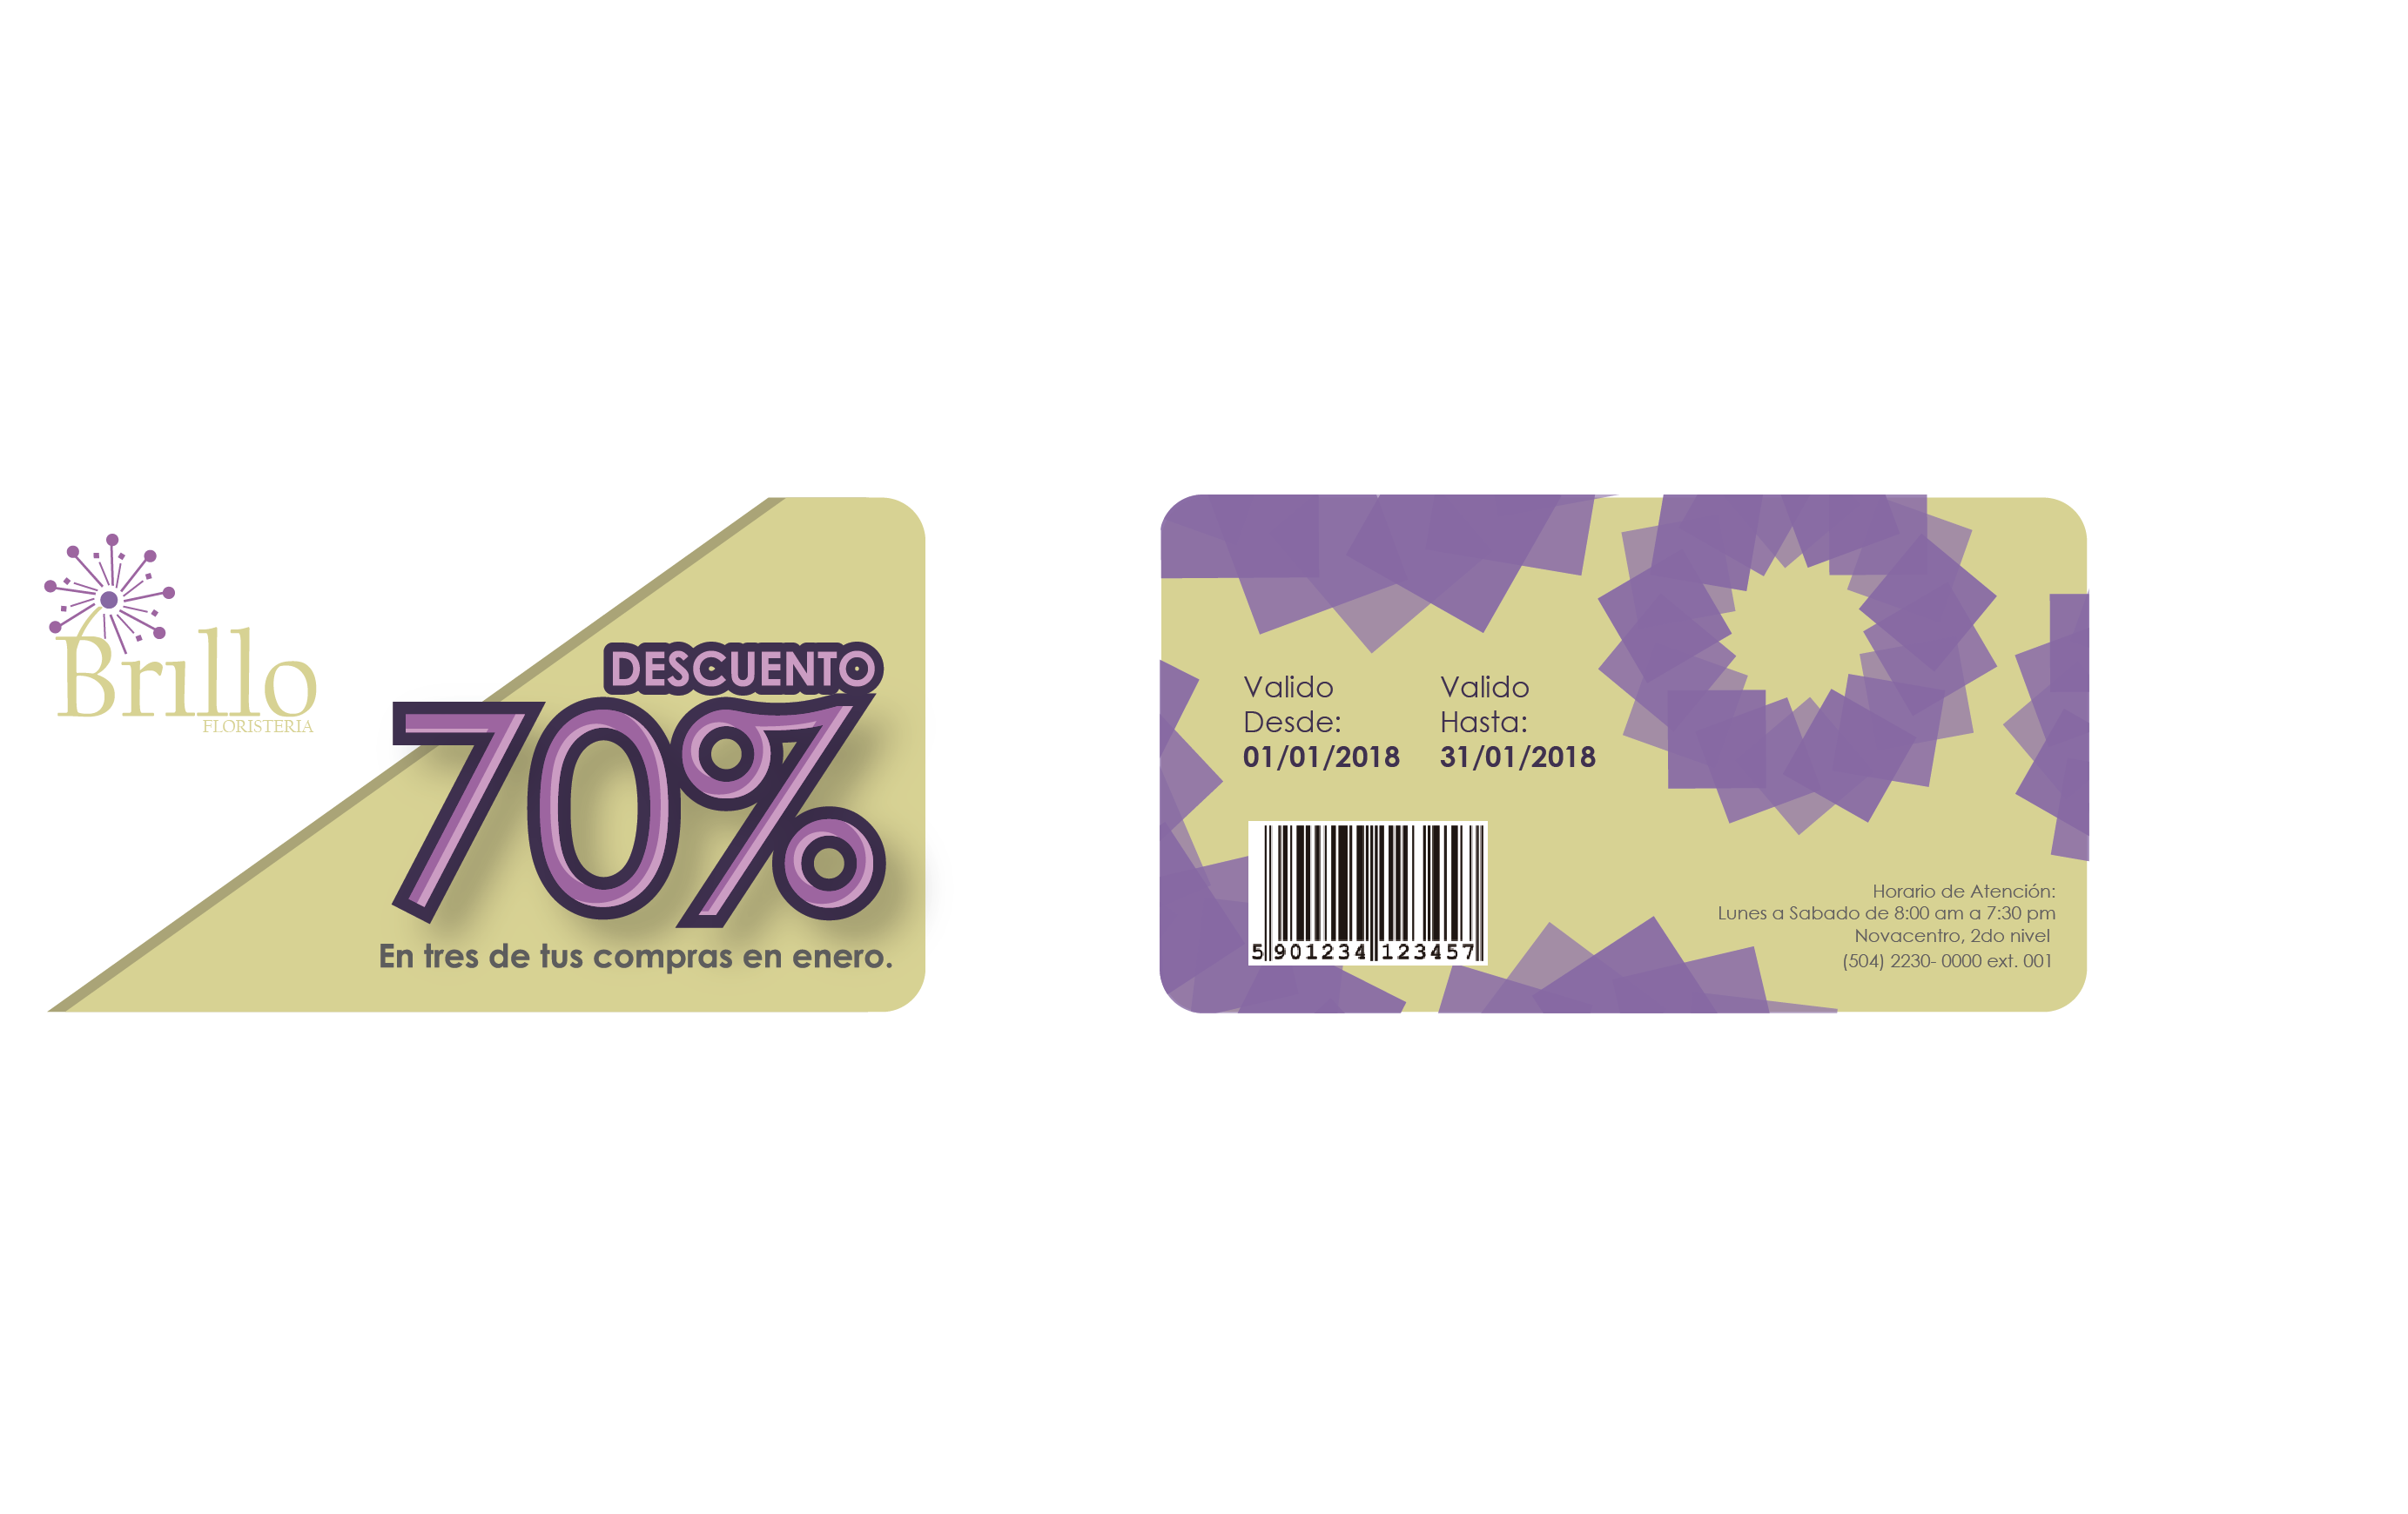 Brillo
FLORISTERIA
DESCUENTO
70%
En tres de tus compras en enero.
Valido
Desde:
01/01/2018
Valido
Hasta:
31/01/2018
5 901234 123457
Horario de Atención:
Lunes a Sabado de 8:00 am a 7:30 pm
Novacentro, 2do nivel
(504) 2230- 0000 ext. 001